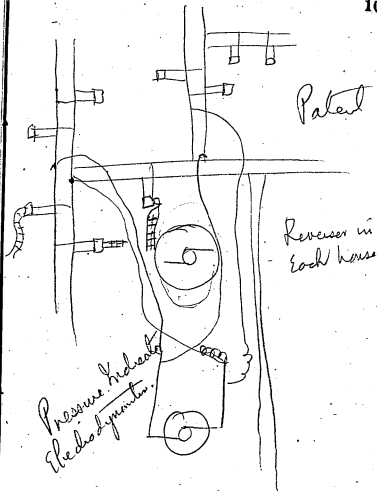 10
Patent
Reverser in
Each house
Pressure Indicator
Electrodynamometer.